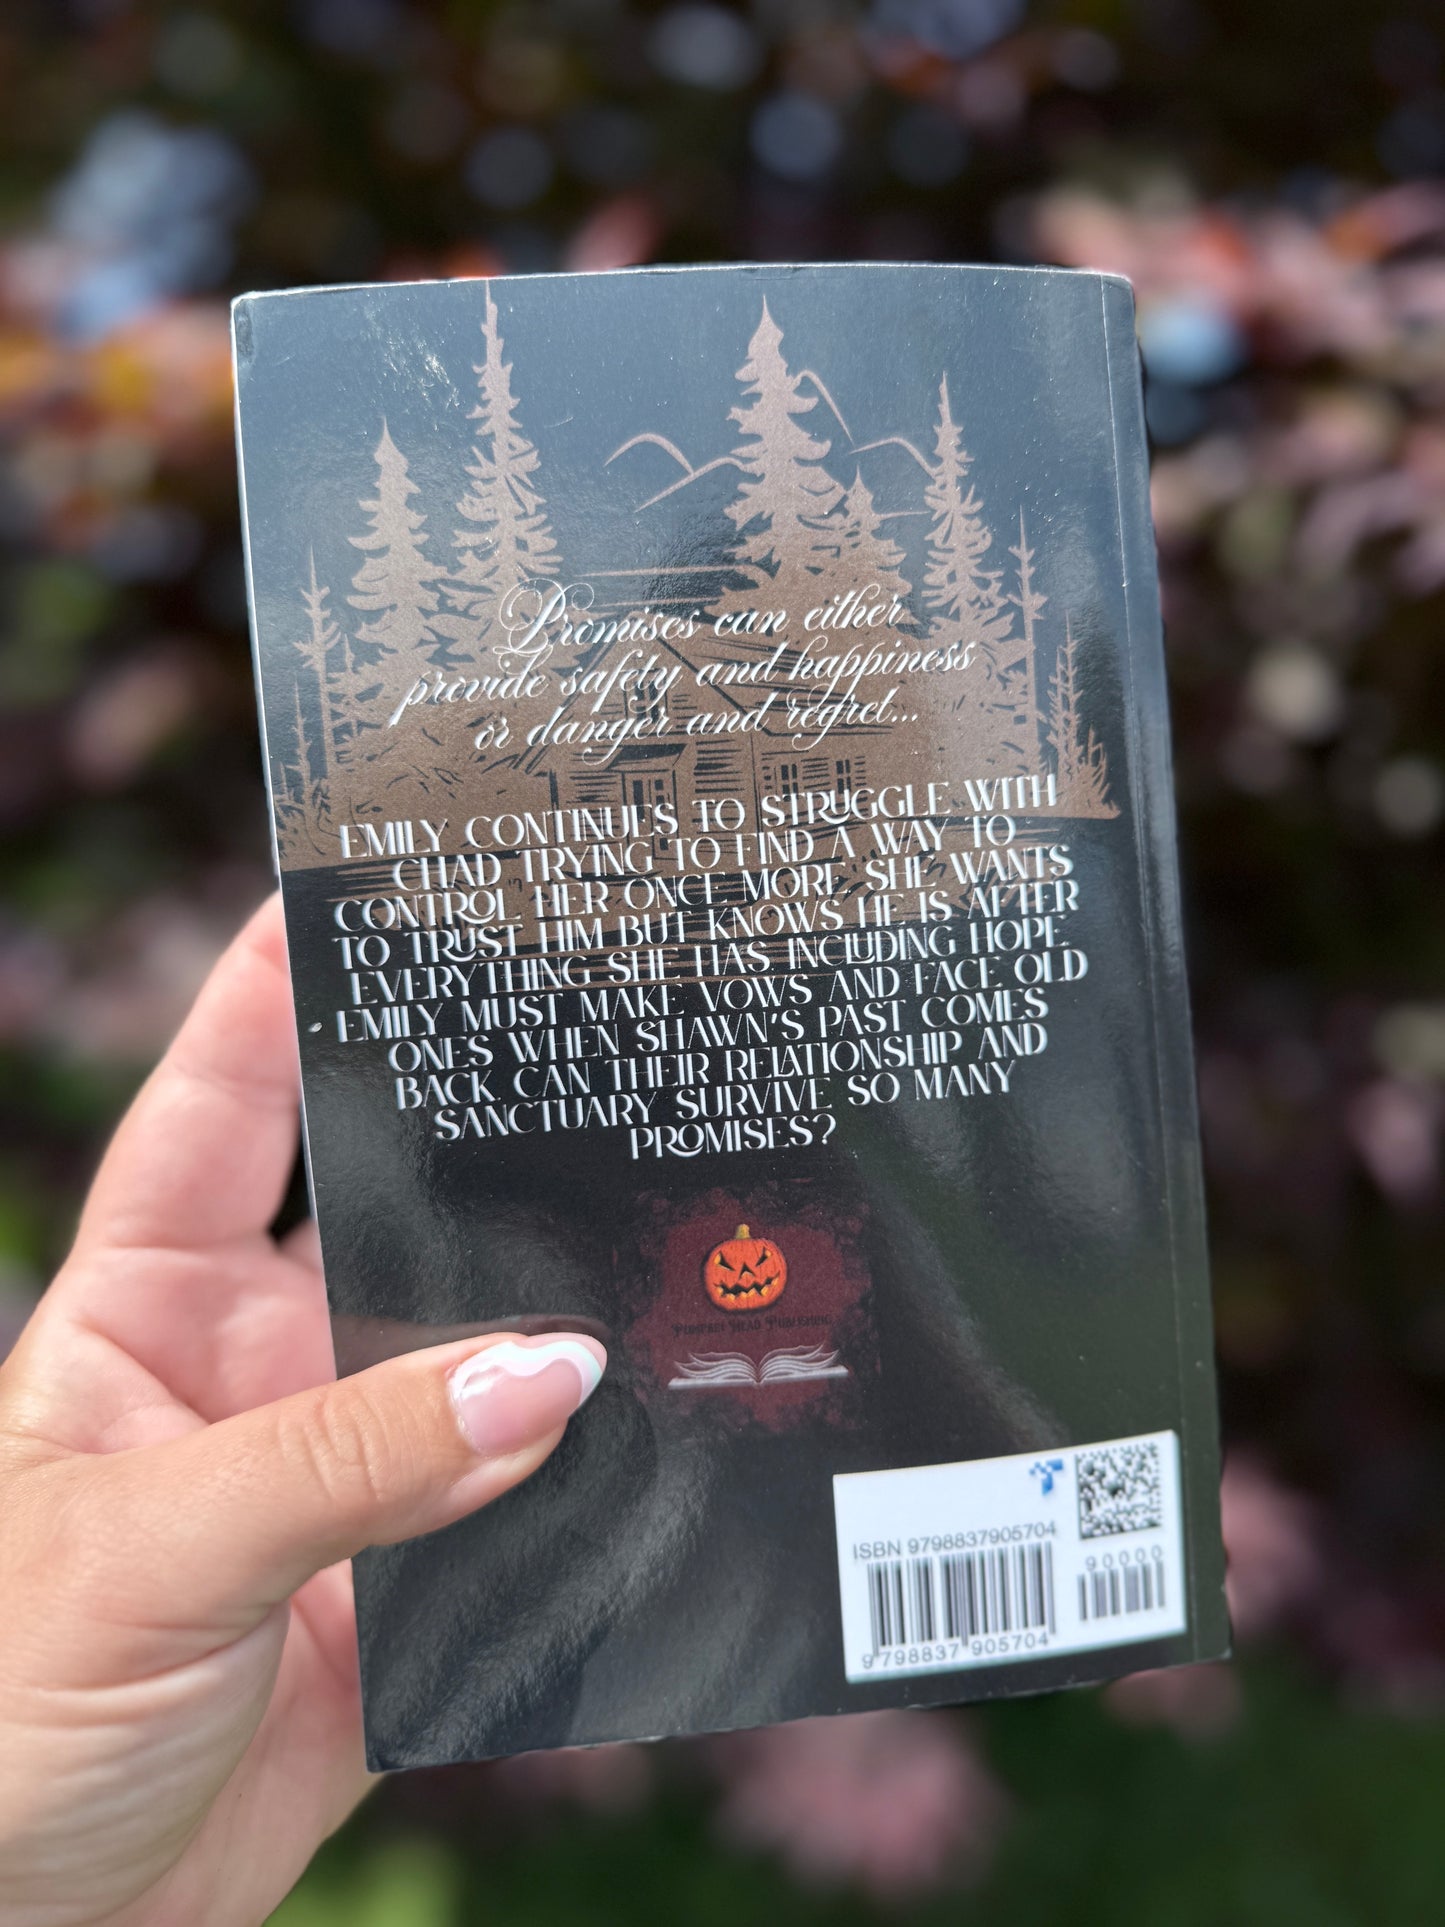 Promises can either
provide safety and happiness
or danger and regret...
EMILY CONTINUES TO STRUGGLE WITH
CHAD TRYING TO FIND A WAY TO
CONTROL HER ONCE MORE. SHE WANTS
TO TRUST HIM BUT KNOWS HE IS AFTER
EVERYTHING SHE HAS, INCLUDING HOPE.
EMILY MUST MAKE VOWS AND FACE OLD
ONES WHEN SHAWN'S PAST COMES
BACK. CAN THEIR RELATIONSHIP AND
SANCTUARY SURVIVE SO MANY
PROMISES?
Pumpkin Head Publishing
ISBN 9798837905704
90000
9 798837 905704